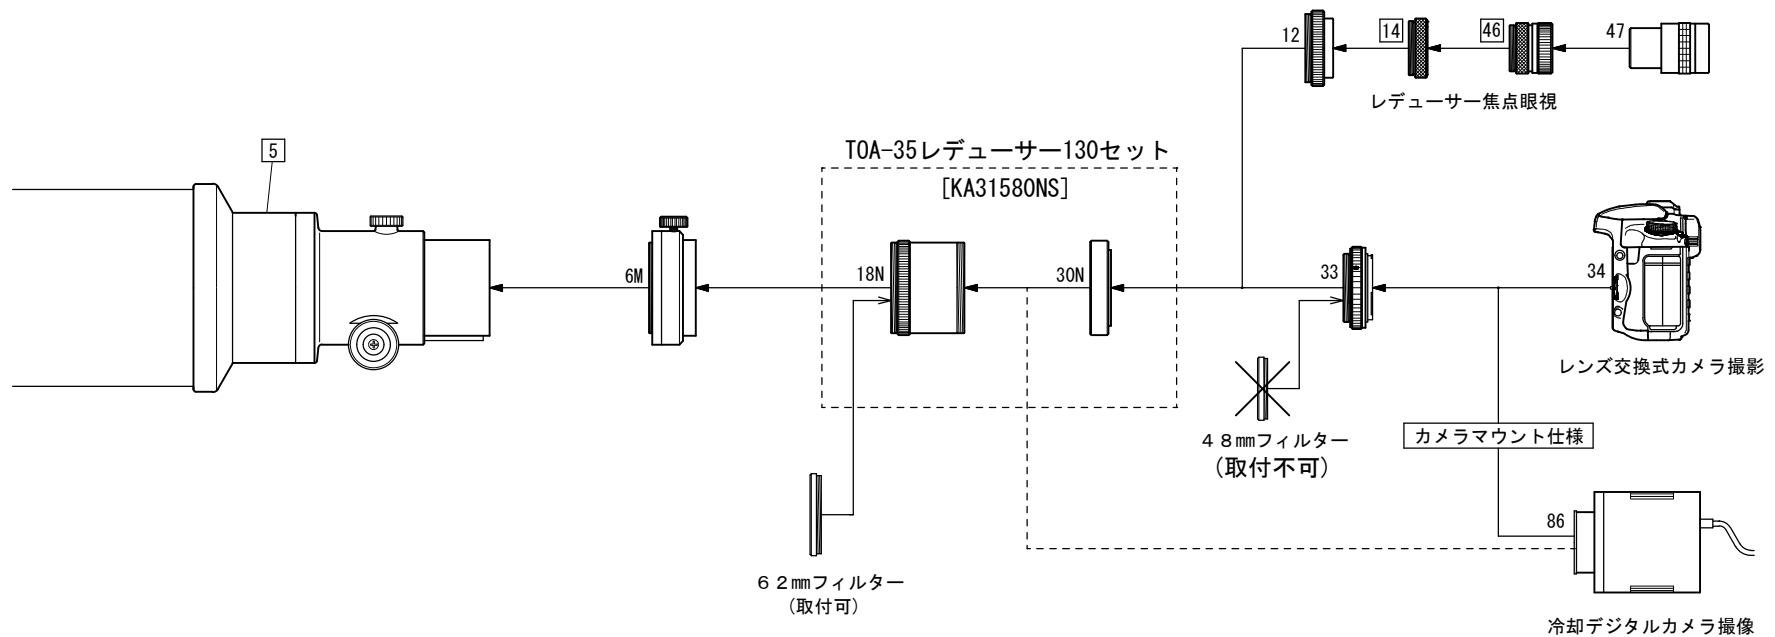 12
14
46
47
レデューサー焦点眼視
5
TOA-35レデューサー130セット
[KA31580NS]
6M
18N
30N
33
34
レンズ交換式カメラ撮影
48㎜フィルター
(取付不可)
カメラマウント仕様
86
62㎜フィルター
(取付可)
冷却デジタルカメラ撮像